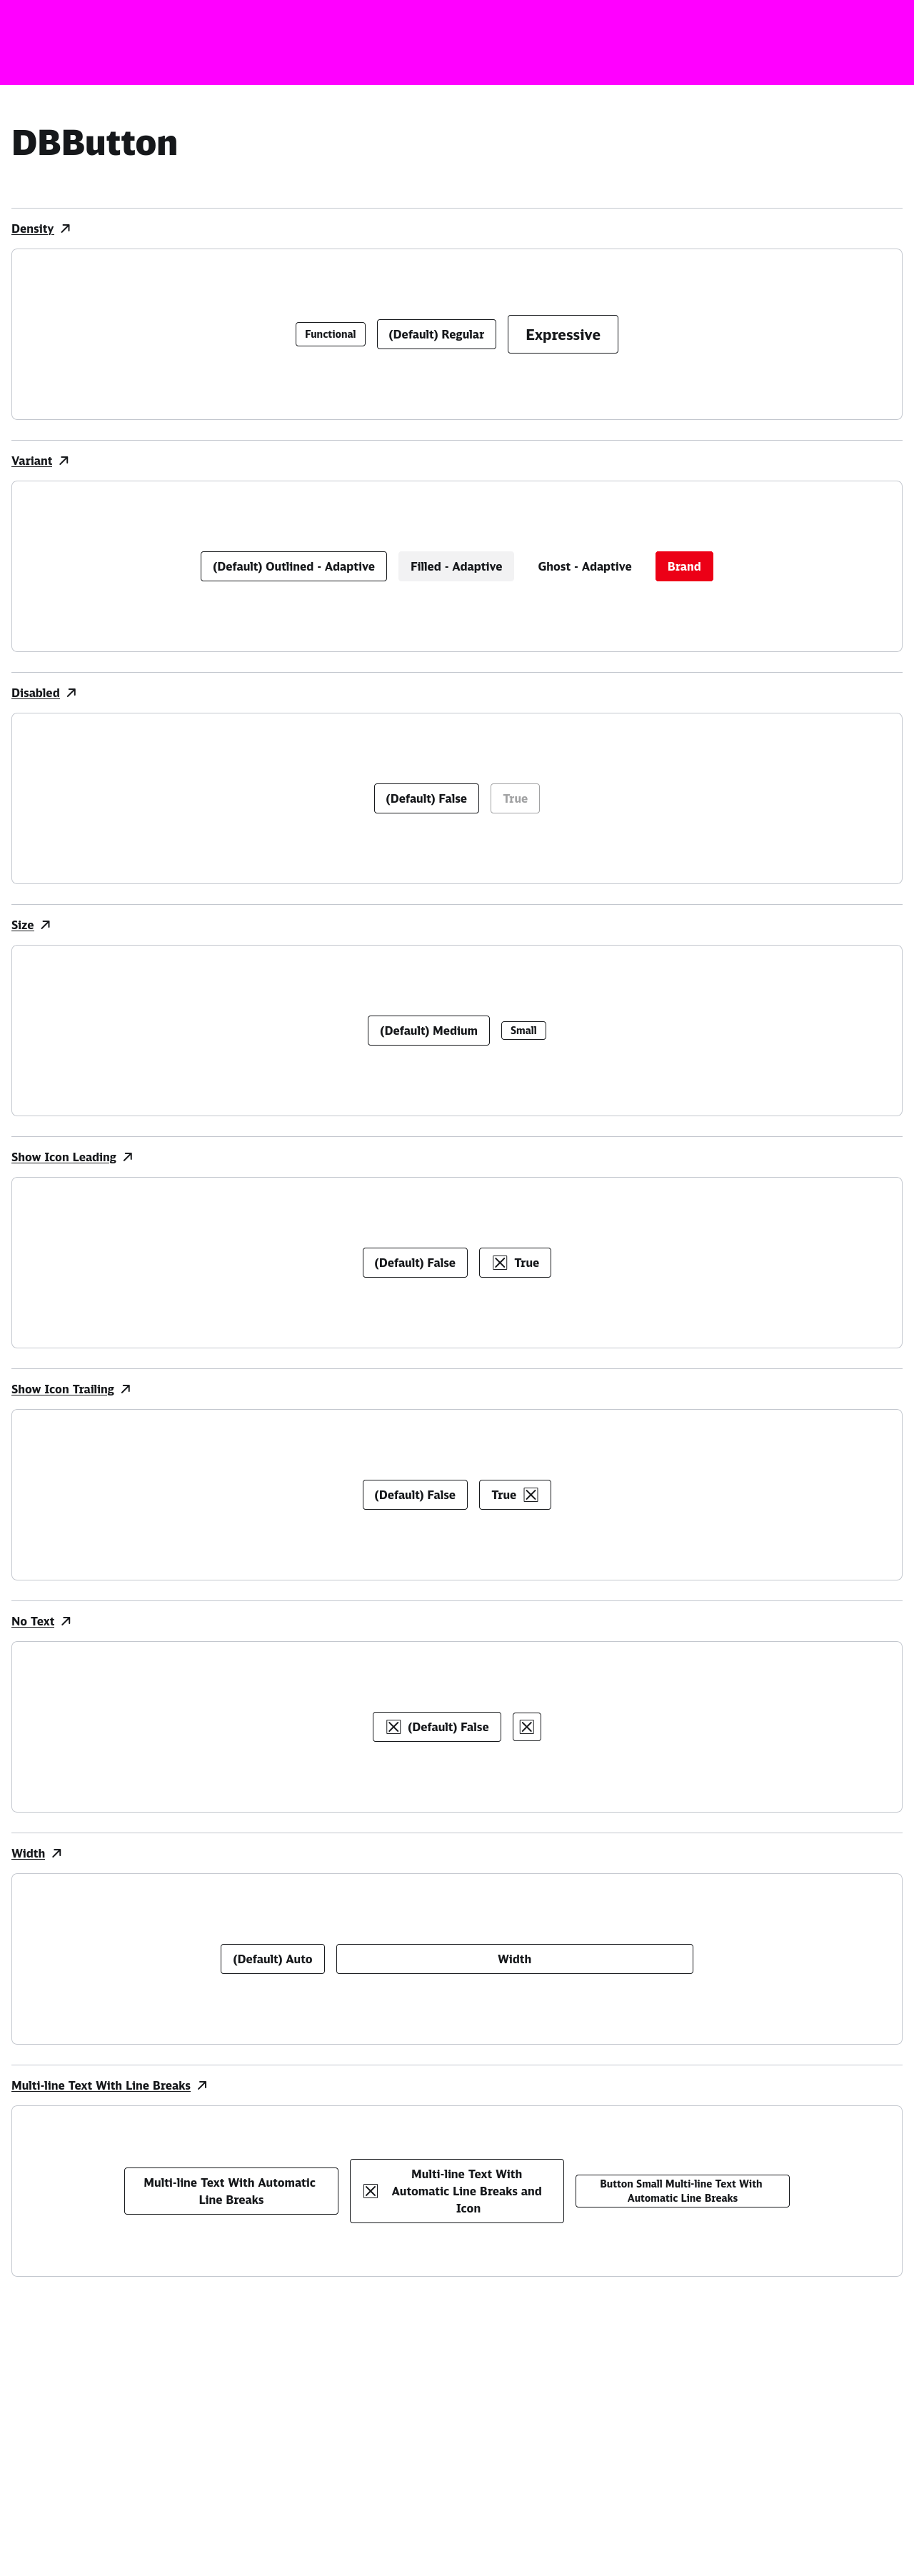 DBButton
Density
Functional
(Default) Regular
Expressive
Variant
(Default) Outlined - Adaptive
Filled - Adaptive
Ghost - Adaptive
Brand
Disabled
(Default) False
True
Size
(Default) Medium
Small
Show Icon Leading
(Default) False
True
Show Icon Trailing
(Default) False
True
No Text
(Default) False
Width
(Default) Auto
Width
Multi-line Text With Line Breaks
Multi-line Text With Automatic
Line Breaks
Multi-line Text With
Automatic Line Breaks and
Icon
Button Small Multi-line Text With
Automatic Line Breaks